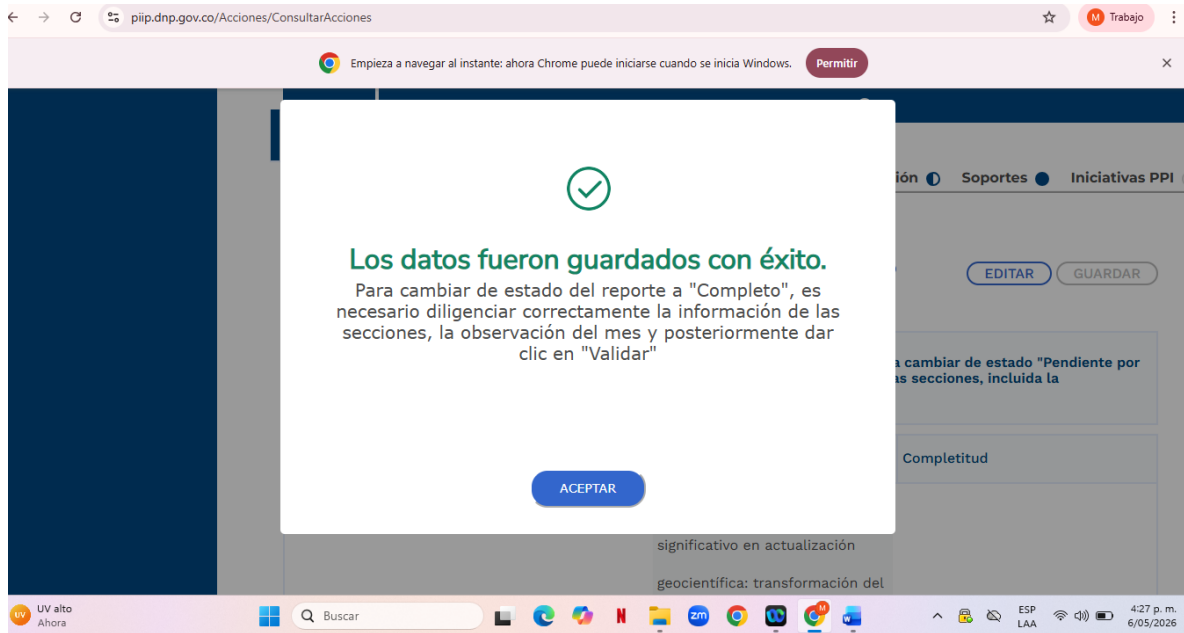 piip.dnp.gov.co/Acciones/ConsultarAcciones
M Trabajo
Empieza a navegar al instante: ahora Chrome puede iniciarse cuando se inicia Windows. Permitir
ión Soportes Iniciativas PPI
Los datos fueron guardados con éxito.
Para cambiar de estado del reporte a "Completo", es
necesario diligenciar correctamente la información de las
secciones, la observación del mes y posteriormente dar
clic en "Validar"
ACEPTAR
EDITAR GUARDAR
a cambiar de estado "Pendiente por
as secciones, incluida la
Completitud
significativo en actualización
geocientífica: transformación del
UV UV alto
Ahora
Buscar
N
zm
M
W
ESP
LAA
4:27 p. m.
6/05/2026